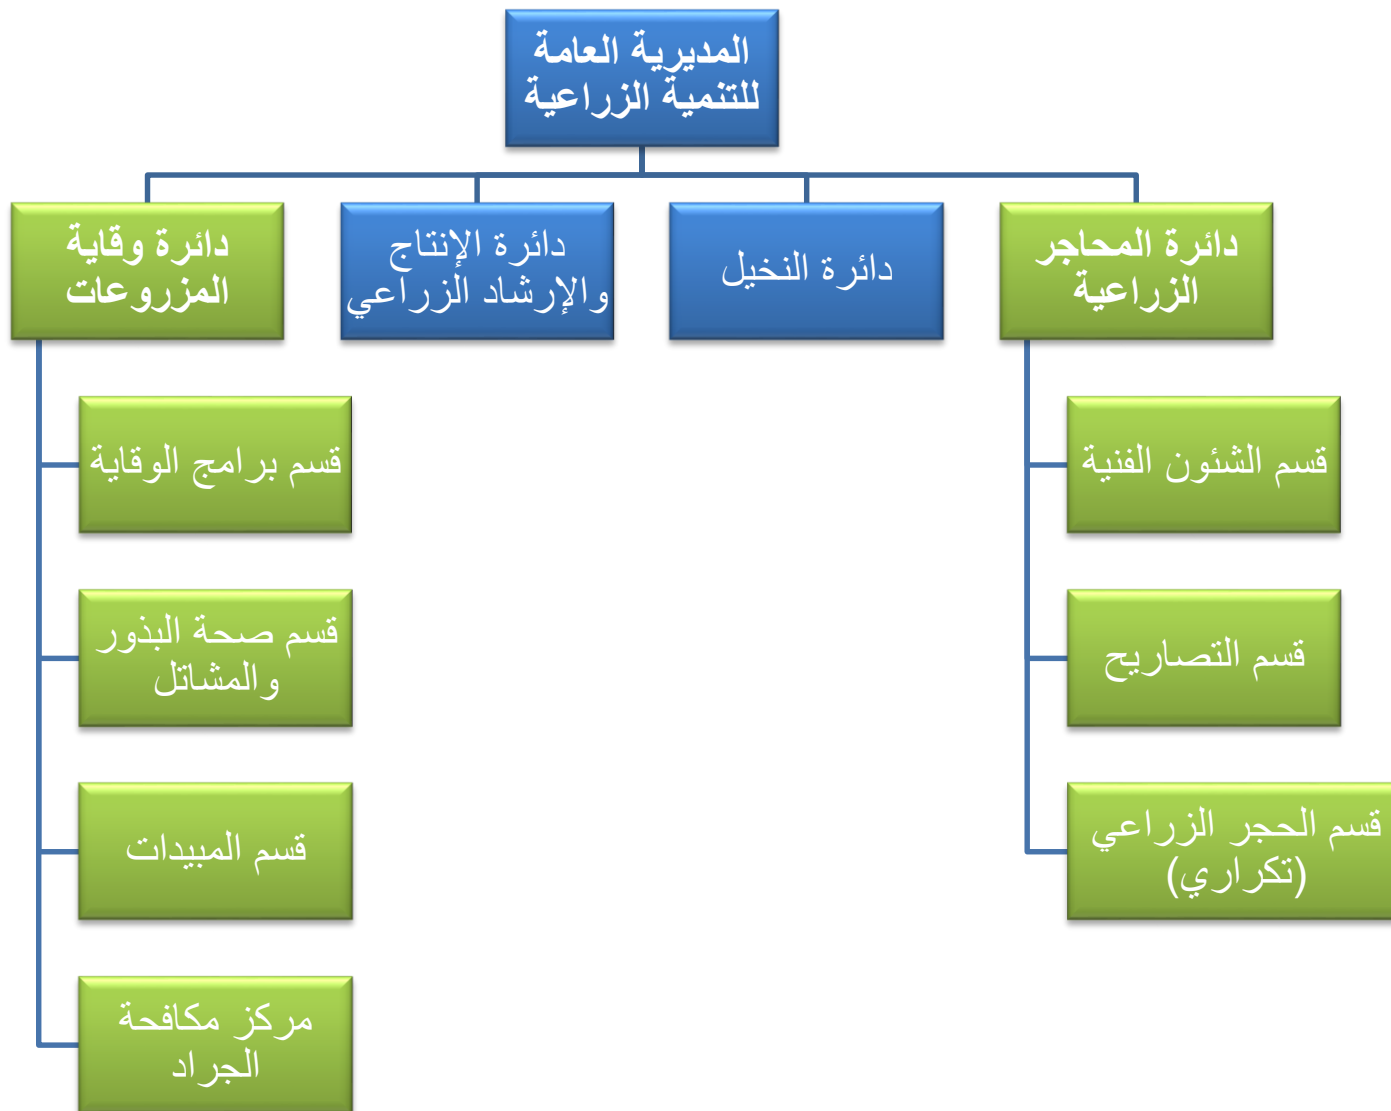 المديرية العامة
للتنمية الزراعية
دائرة المحاجر
الزراعية
دائرة النخيل
دائرة الإنتاج
والإرشاد الزراعي
دائرة وقاية
المزروعات
قسم الشئون الفنية
قسم التصاريح
قسم الحجر الزراعي
(تكراري)
قسم برامج الوقاية
قسم صحة البذور
والمشاتل
قسم المبيدات
مركز مكافحة
الجراد